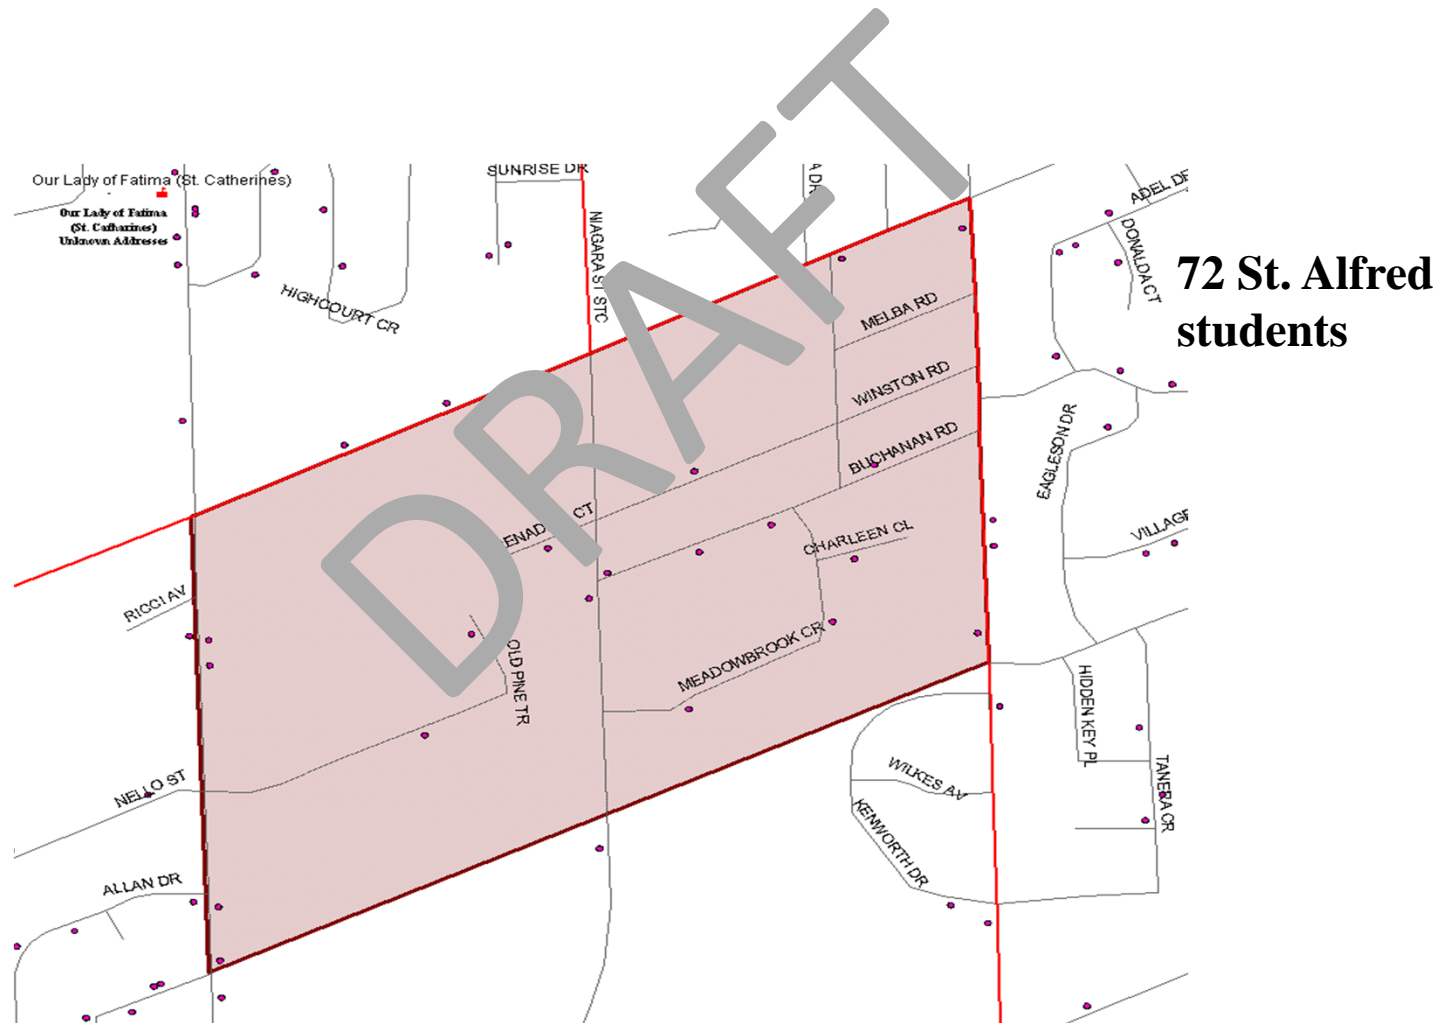 DRAFT
SUNRISE DR
A DR
Our Lady of Fatima (St. Catherines)
Our Lady of Fatima
(St. Catharines)
Unknown Addresses
ADEL DR
NIAGARA ST STC
DONALDA CT
72 St. Alfred
students
HIGHCOURT CR
MELBA RD
WINSTON RD
BUCHANAN RD
EAGLESON DR
ENAD CT
CHARLEEN CL
VILLAGE
RICCI AV
OLD PINE TR
MEADOWBROOK CR
HIDDEN KEY PL
NELLO ST
WILKES AV
TANERA CR
KENWORTH DR
ALLAN DR